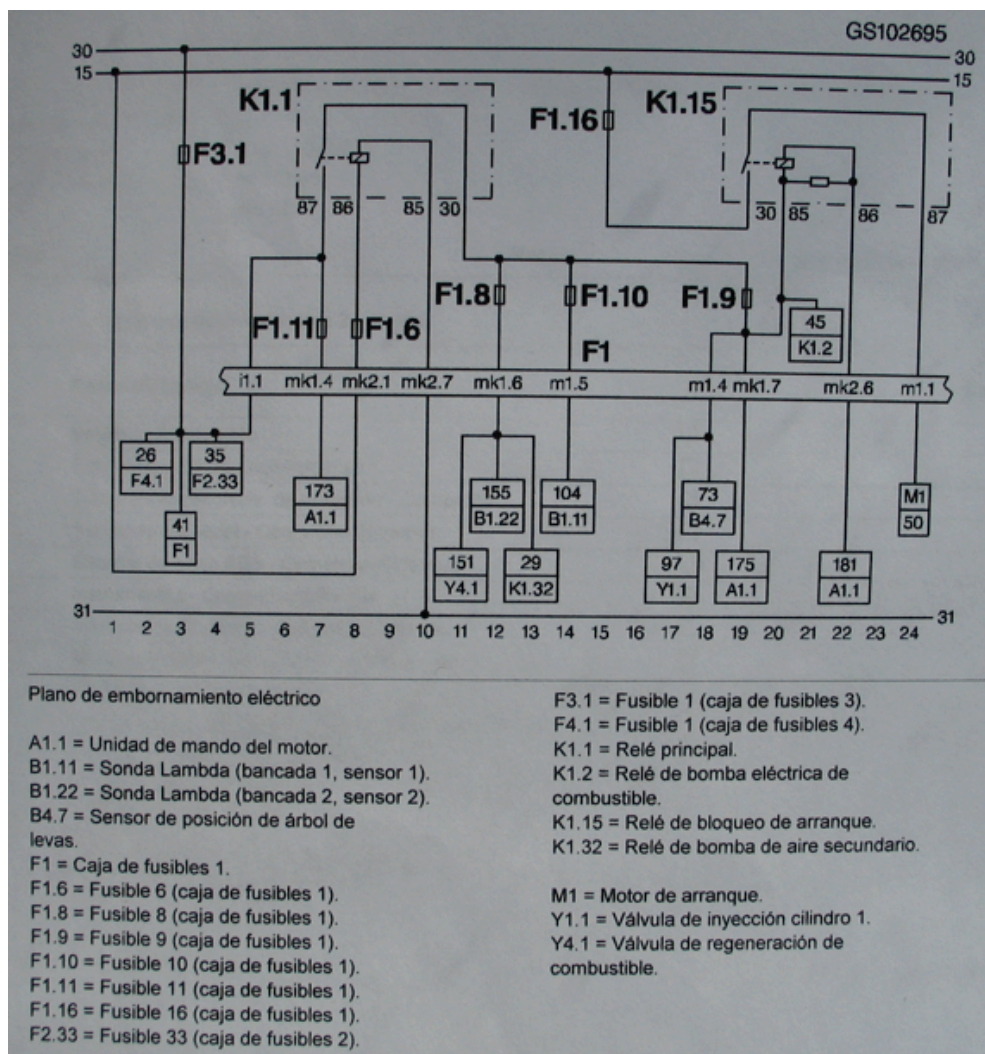 GS102695
30 30
15 15
K1.1 F1.16 K1.15
F3.1
87 86 85 30 30 85 86 87
F1.8 F1.10 F1.9
F1.11 F1.6 F1
45
K1.2
i1.1 mk1.4 mk2.1 mk2.7 mk1.6 m1.5 m1.4 mk1.7 mk2.6 m1.1
26 35
F4.1 F2.33
173
A1.1
155 104
B1.22 B1.11
73
B4.7
M1
50
41
F1
151 29
Y4.1 K1.32
97 175 181
Y1.1 A1.1 A1.1
31 31
1 2 3 4 5 6 7 8 9 10 11 12 13 14 15 16 17 18 19 20 21 22 23 24
Plano de embornamiento eléctrico
A1.1 = Unidad de mando del motor.
B1.11 = Sonda Lambda (bancada 1, sensor 1).
B1.22 = Sonda Lambda (bancada 2, sensor 2).
B4.7 = Sensor de posición de árbol de
levas.
F1 = Caja de fusibles 1.
F1.6 = Fusible 6 (caja de fusibles 1).
F1.8 = Fusible 8 (caja de fusibles 1).
F1.9 = Fusible 9 (caja de fusibles 1).
F1.10 = Fusible 10 (caja de fusibles 1).
F1.11 = Fusible 11 (caja de fusibles 1).
F1.16 = Fusible 16 (caja de fusibles 1).
F2.33 = Fusible 33 (caja de fusibles 2).
F3.1 = Fusible 1 (caja de fusibles 3).
F4.1 = Fusible 1 (caja de fusibles 4).
K1.1 = Relé principal.
K1.2 = Relé de bomba eléctrica de
combustible.
K1.15 = Relé de bloqueo de arranque.
K1.32 = Relé de bomba de aire secundario.
M1 = Motor de arranque.
Y1.1 = Válvula de inyección cilindro 1.
Y4.1 = Válvula de regeneración de
combustible.